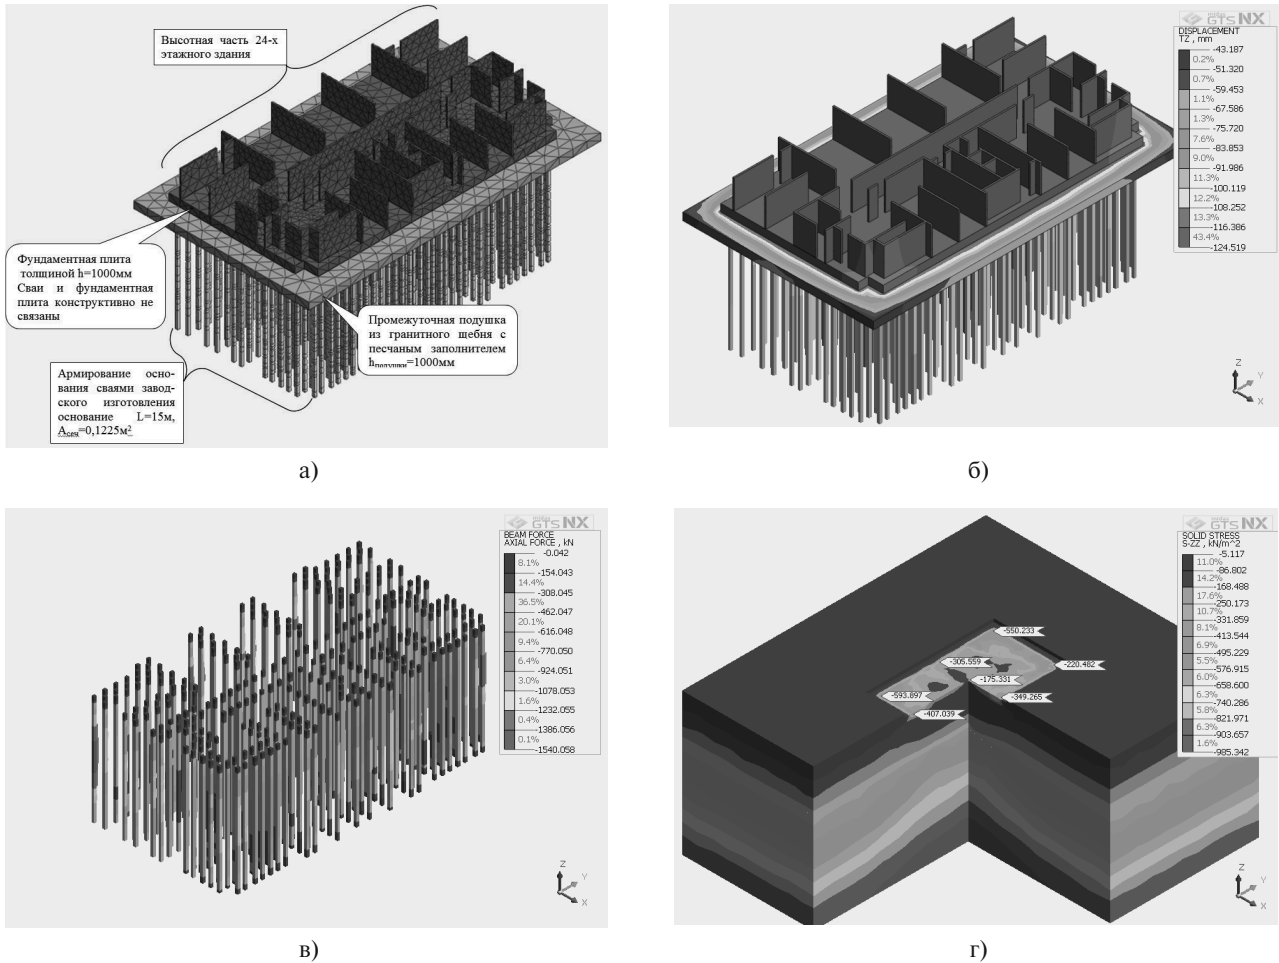 Высотная часть 24-х
этажного здания
Фундаментная плита
толщиной h=1000мм
Сваи и фундаментная
плита конструктивно не
связаны
Промежуточная подушка
из гранитного щебня с
песчаным заполнителем
hподушки=1000мм
Армирование осно-
вания сваями завод-
ского изготовления
основание L=15м,
Aсеч=0,1225м2
а)
midas
GTS NX
DISPLACEMENT
TZ , mm
-43.187
0.2%
-51.320
0.7%
-59.453
1.1%
-67.586
1.3%
-75.720
7.6%
-83.853
9.0%
-91.986
11.3%
-100.119
12.2%
-108.252
13.3%
-116.386
43.4%
-124.519
Z
Y
X
б)
midas
GTS NX
BEAM FORCE
AXIAL FORCE , kN
-0.042
8.1%
-154.043
14.4%
-308.045
36.5%
-462.047
20.1%
-616.048
9.4%
-770.050
6.4%
-924.051
3.0%
-1078.053
1.6%
-1232.055
0.4%
-1386.056
0.1%
-1540.058
Z
Y
X
в)
midas
GTS NX
SOLID STRESS
S-ZZ , kN/m^2
-5.117
11.0%
-86.802
14.2%
-168.488
17.6%
-250.173
10.7%
-331.859
8.1%
-413.544
6.9%
-495.229
5.5%
-576.915
6.0%
-658.600
6.3%
-740.286
5.8%
-821.971
6.3%
-903.657
1.6%
-985.342
-550.233
-305.559
-220.482
-175.331
-593.897
-349.265
-407.039
Z
Y
X
г)